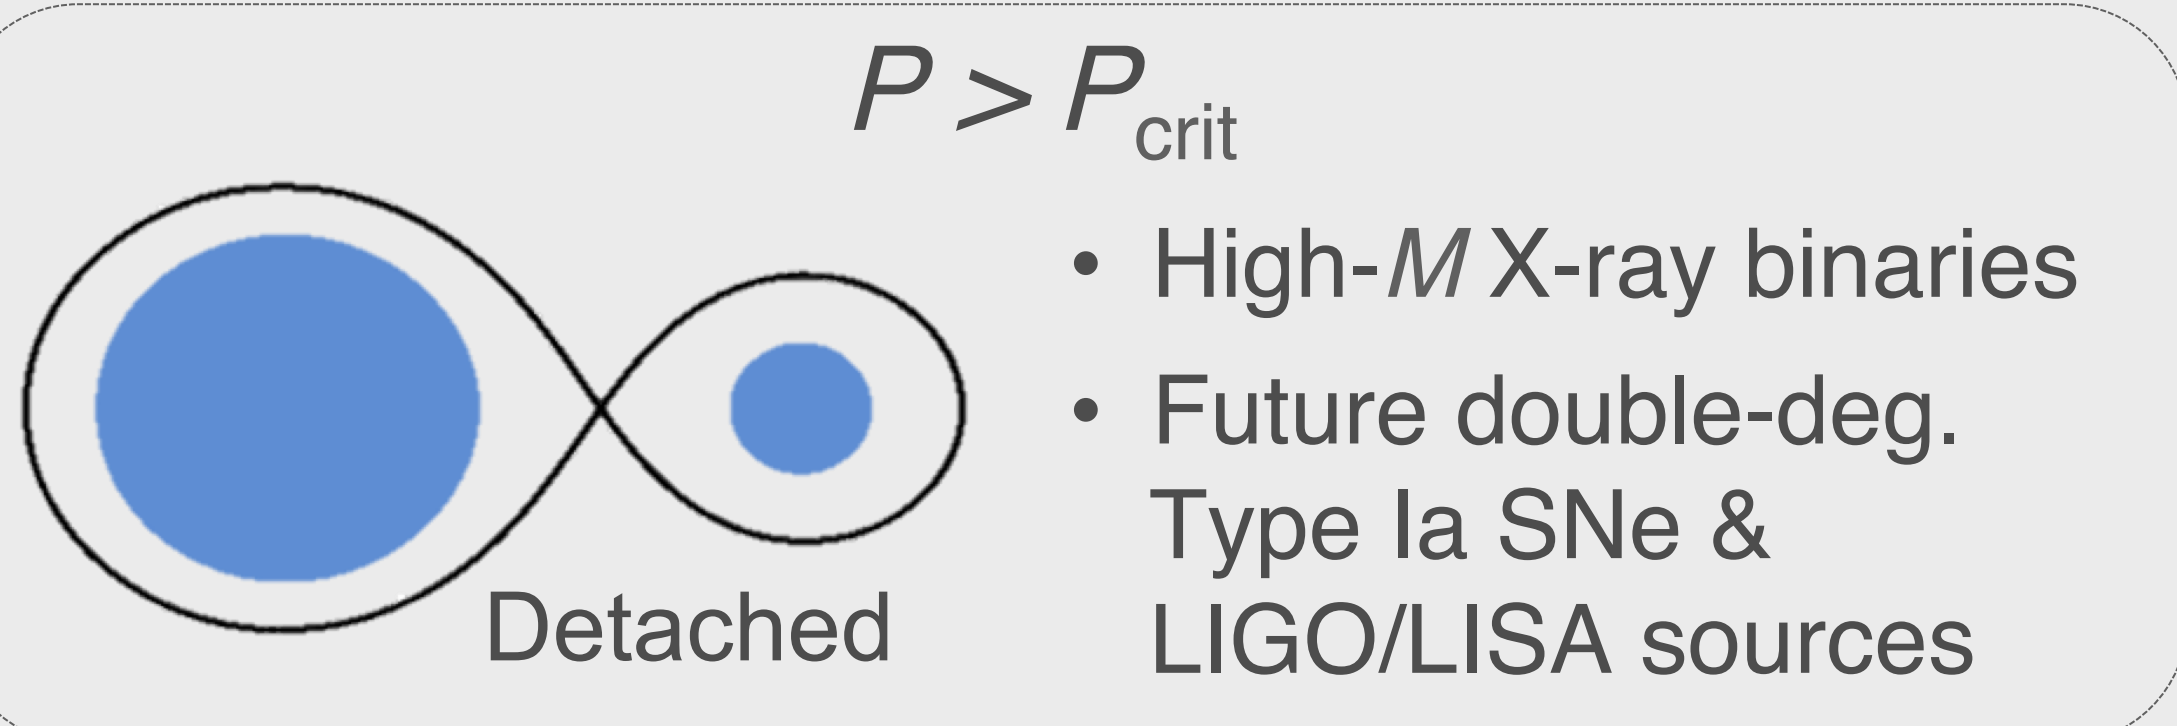 P > Pcrit
• High-M X-ray binaries
• Future double-deg.
Type Ia SNe &
LIGO/LISA sources
Detached